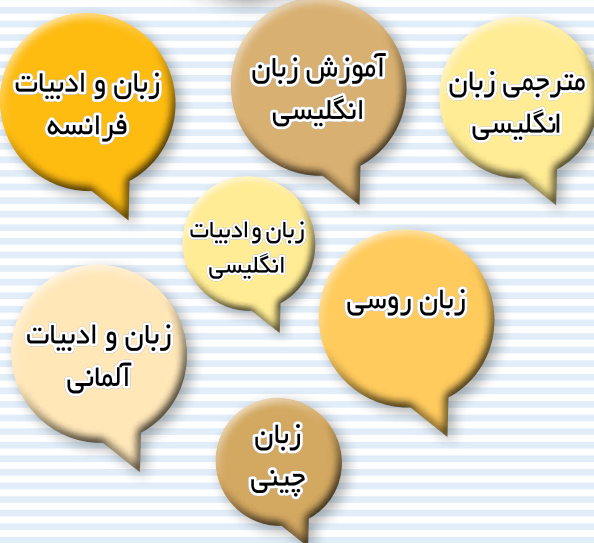 مترجمی زبان
انگلیسی
آموزش زبان
انگلیسی
زبان و ادبیات
فرانسه
زبان و ادبیات
انگلیسی
زبان روسی
زبان و ادبیات
آلمانی
زبان
چینی